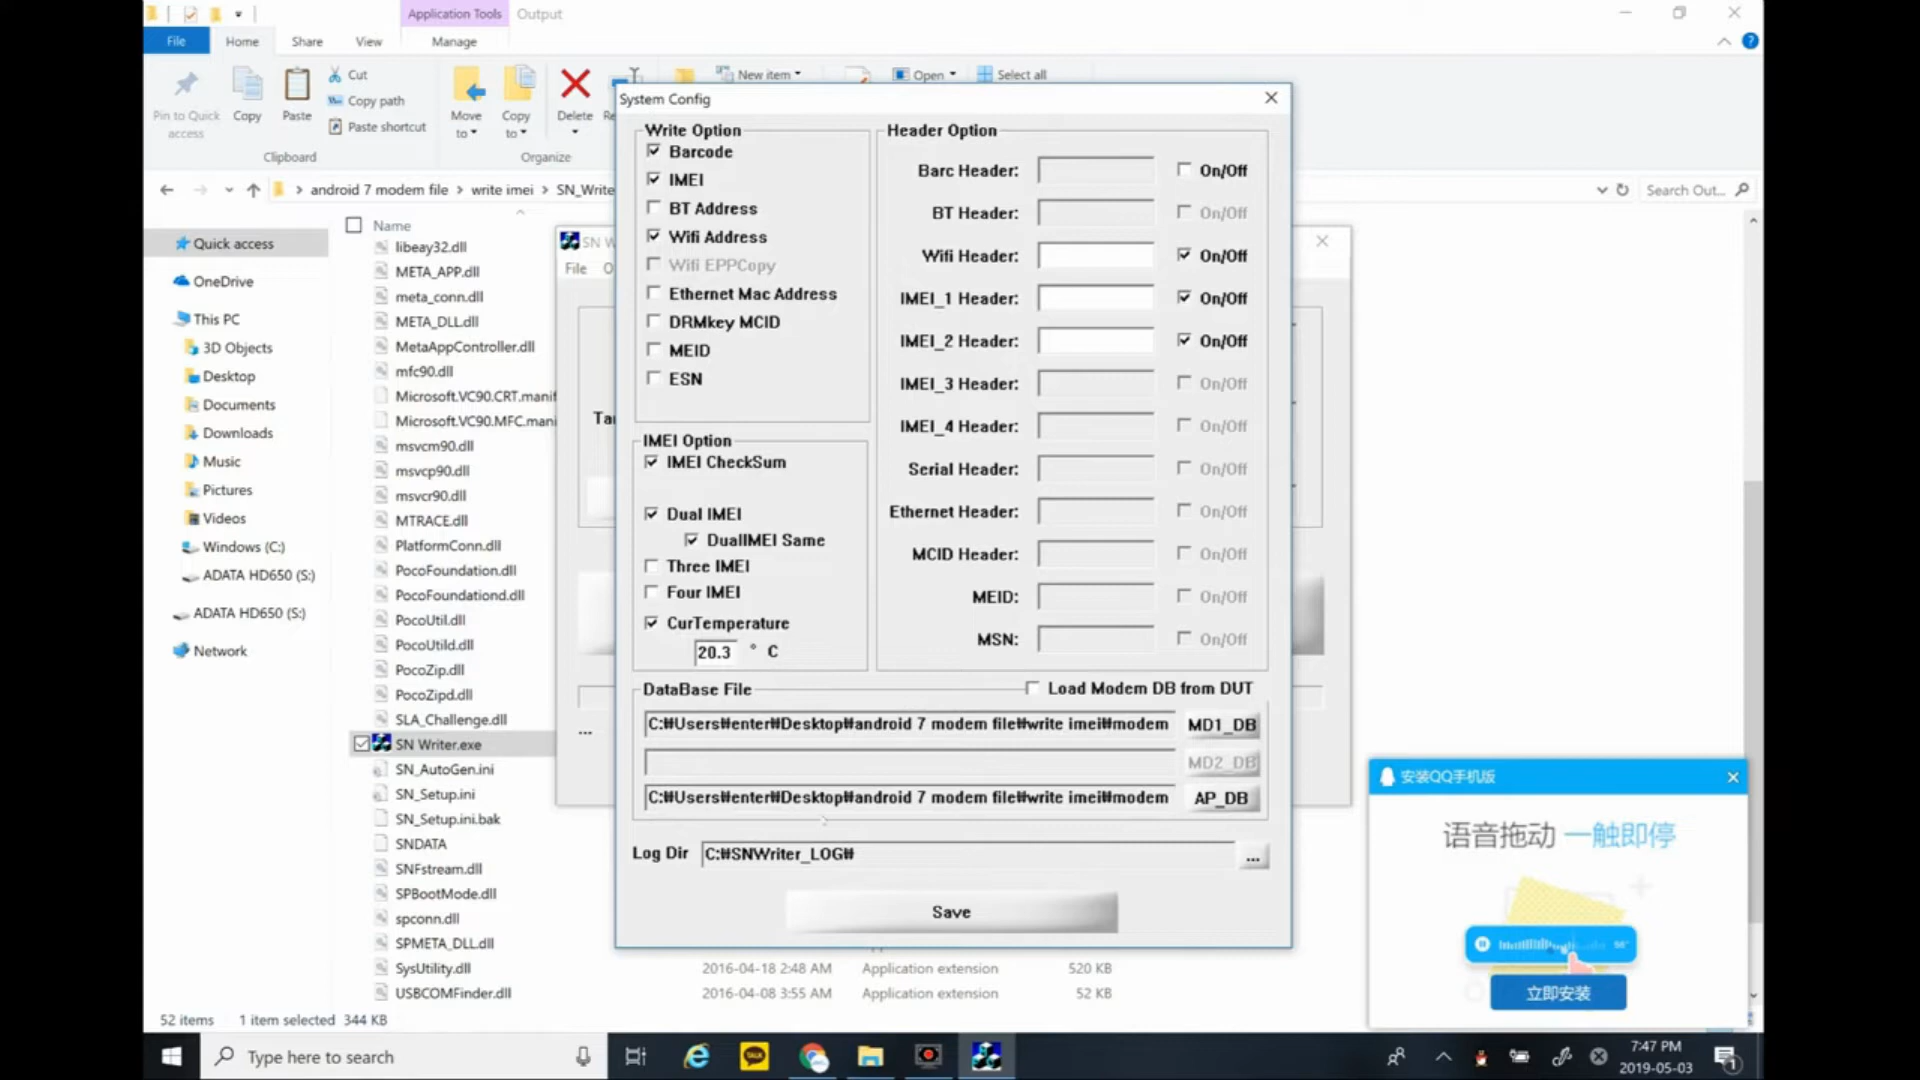 Application Tools
Output
File
Home
Share
View
Manage
Pin to Quick access
Copy
Paste
Cut
Copy path
Paste shortcut
Clipboard
Move to
Copy to
Delete
Organize
New item
Open
Select all
android 7 modem file > write imei > SN_Write
Search Out...
Quick access
OneDrive
This PC
3D Objects
Desktop
Documents
Downloads
Music
Pictures
Videos
Windows (C:)
ADATA HD650 (S:)
ADATA HD650 (S:)
Network
Name
libeay32.dll
META_APP.dll
meta_conn.dll
META_DLL.dll
MetaAppController.dll
mfc90.dll
Microsoft.VC90.CRT.manif
Microsoft.VC90.MFC.mani
msvcm90.dll
msvcp90.dll
msvcr90.dll
MTRACE.dll
PlatformConn.dll
PocoFoundation.dll
PocoFoundationd.dll
PocoUtil.dll
PocoUtild.dll
PocoZip.dll
PocoZipd.dll
SLA_Challenge.dll
SN Writer.exe
SN_AutoGen.ini
SN_Setup.ini
SN_Setup.ini.bak
SNDATA
SNFstream.dll
SPBootMode.dll
spconn.dll
SPMETA_DLL.dll
SysUtility.dll 2016-04-18 2:48 AM Application extension 520 KB
USBCOMFinder.dll 2016-04-08 3:55 AM Application extension 52 KB
52 items 1 item selected 344 KB
SN W
File O
Tar
...
System Config
Write Option
Barcode
IMEI
BT Address
Wifi Address
Wifi EPPCopy
Ethernet Mac Address
DRMkey MCID
MEID
ESN
IMEI Option
IMEI CheckSum
Dual IMEI
DualIMEI Same
Three IMEI
Four IMEI
CurTemperature
20.3 ° C
Header Option
Barc Header: On/Off
BT Header: On/Off
Wifi Header: On/Off
IMEI_1 Header: On/Off
IMEI_2 Header: On/Off
IMEI_3 Header: On/Off
IMEI_4 Header: On/Off
Serial Header: On/Off
Ethernet Header: On/Off
MCID Header: On/Off
MEID: On/Off
MSN: On/Off
DataBase File
Load Modem DB from DUT
C:₩Users₩enter₩Desktop₩android 7 modem file₩write imei₩modem MD1_DB
MD2_DB
C:₩Users₩enter₩Desktop₩android 7 modem file₩write imei₩modem AP_DB
Log Dir C:₩SNWriter_LOG₩ ...
Save
安装QQ手机版
语音拖动 一触即停
立即安装
Type here to search
TALK
7:47 PM
2019-05-03
1